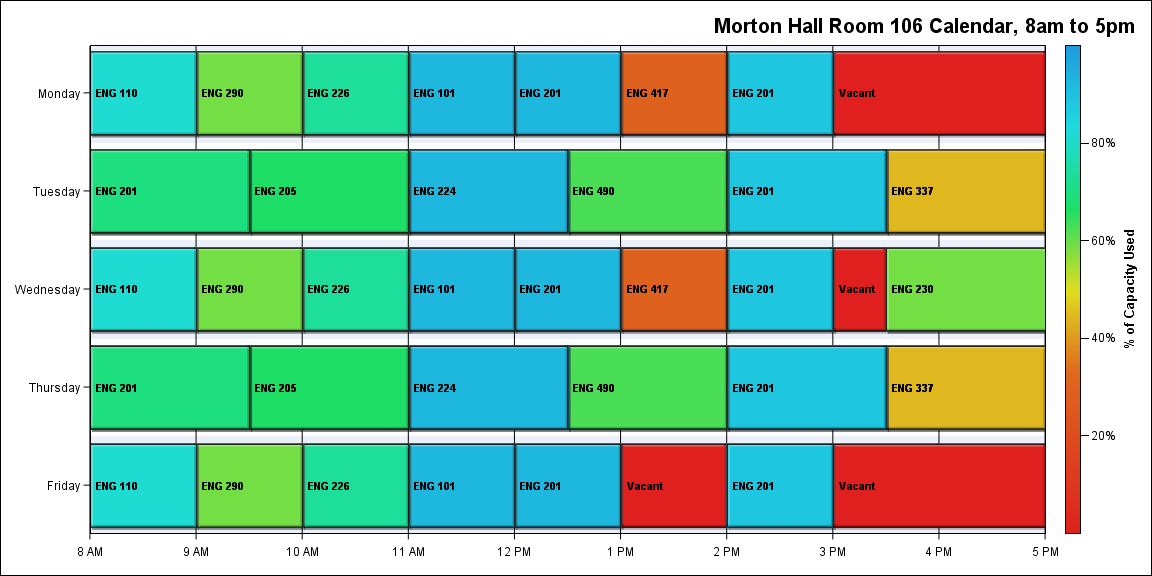 Morton Hall Room 106 Calendar, 8am to 5pm
Monday
ENG 110
ENG 290
ENG 226
ENG 101
ENG 201
ENG 417
ENG 201
Vacant
Tuesday
ENG 201
ENG 205
ENG 224
ENG 490
ENG 201
ENG 337
Wednesday
ENG 110
ENG 290
ENG 226
ENG 101
ENG 201
ENG 417
ENG 201
Vacant
ENG 230
Thursday
ENG 201
ENG 205
ENG 224
ENG 490
ENG 201
ENG 337
Friday
ENG 110
ENG 290
ENG 226
ENG 101
ENG 201
Vacant
ENG 201
Vacant
8 AM
9 AM
10 AM
11 AM
12 PM
1 PM
2 PM
3 PM
4 PM
5 PM
80%
60%
40%
20%
% of Capacity Used